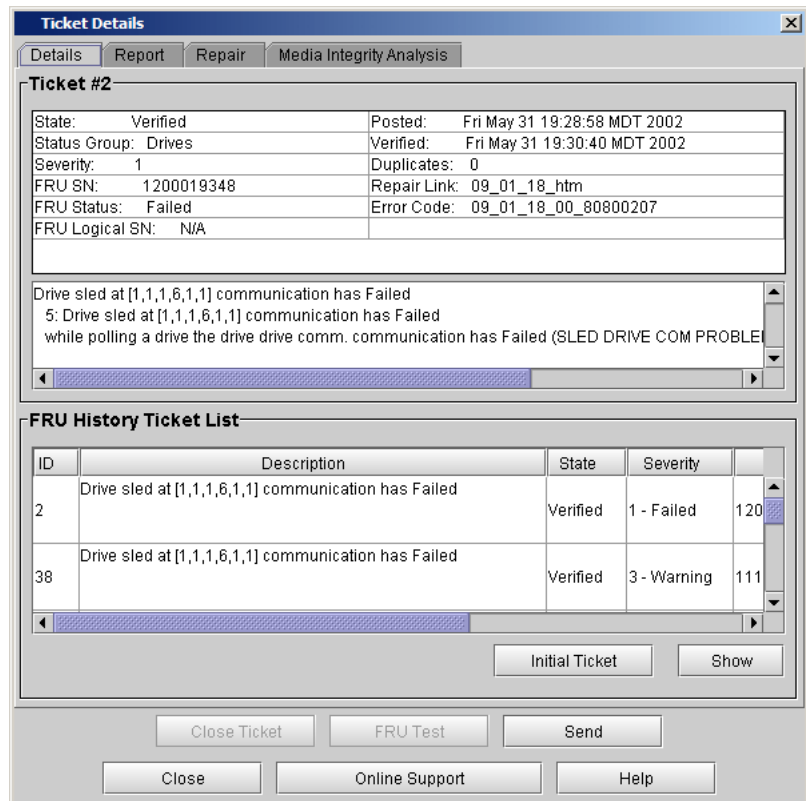 Ticket Details
Details Report Repair Media Integrity Analysis
Ticket #2
State: Verified Posted: Fri May 31 19:28:58 MDT 2002
Status Group: Drives Verified: Fri May 31 19:30:40 MDT 2002
Severity: 1 Duplicates: 0
FRU SN: 1200019348 Repair Link: 09_01_18_htm
FRU Status: Failed Error Code: 09_01_18_00_80800207
FRU Logical SN: N/A
Drive sled at [1,1,1,6,1,1] communication has Failed
5: Drive sled at [1,1,1,6,1,1] communication has Failed
while polling a drive the drive drive comm. communication has Failed (SLED DRIVE COM
FRU History Ticket List
ID Description State Severity
Drive sled at [1,1,1,6,1,1] communication has Failed
2 Verified 1 - Failed 120
Drive sled at [1,1,1,6,1,1] communication has Failed
38 Verified 3 - Warning 111
Initial Ticket Show
Close Ticket FRU Test Send
Close Online Support Help